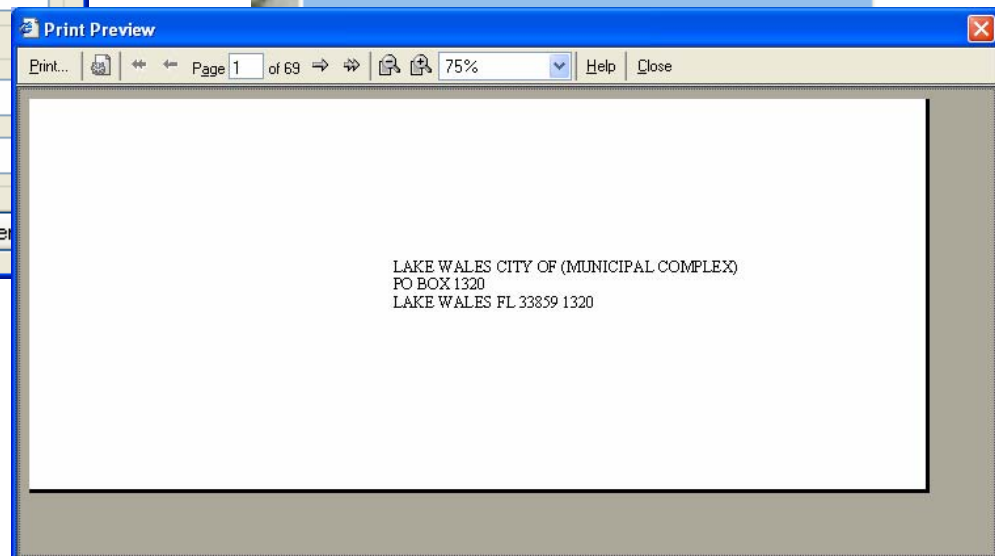 Print Preview
Print... Page 1 of 69 75% Help Close
LAKE WALES CITY OF (MUNICIPAL COMPLEX)
PO BOX 1320
LAKE WALES FL 33859 1320